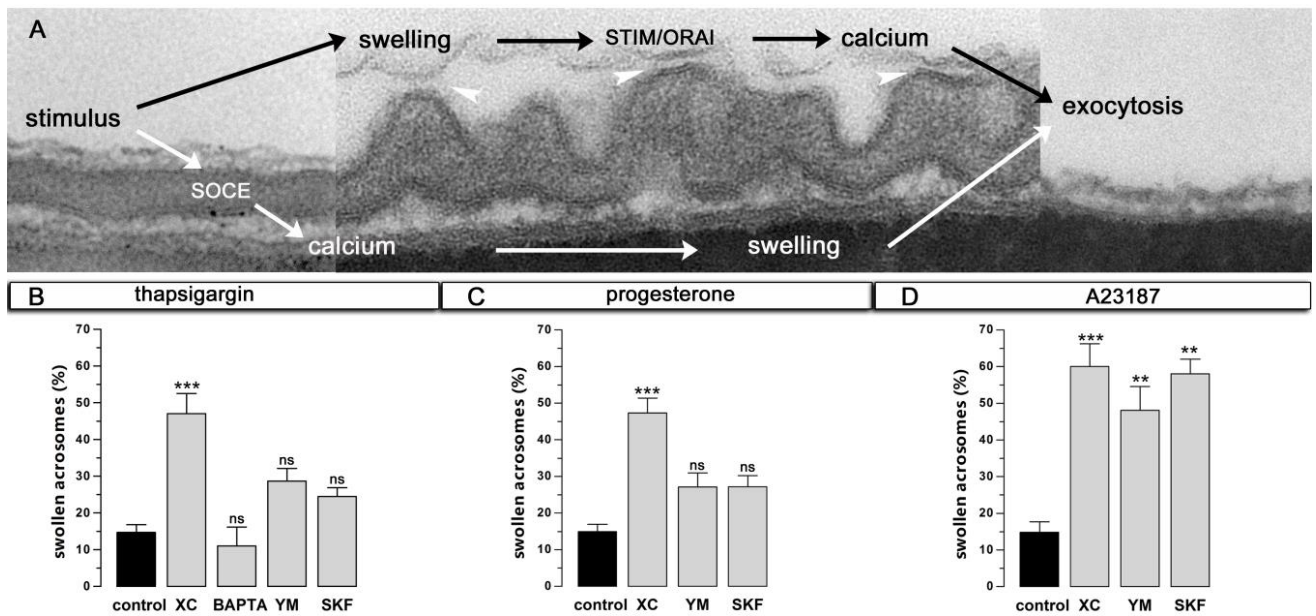 A
swelling STIM/ORAI calcium
stimulus exocytosis
SOCE
calcium swelling
B thapsigargin
swollen acrosomes (%)
70
60
50
40
30
20
10
0
***
ns
ns
ns
control XC BAPTA YM SKF
C progesterone
swollen acrosomes (%)
70
60
50
40
30
20
10
0
***
ns
ns
control XC YM SKF
D A23187
swollen acrosomes (%)
70
60
50
40
30
20
10
0
***
**
**
control XC YM SKF